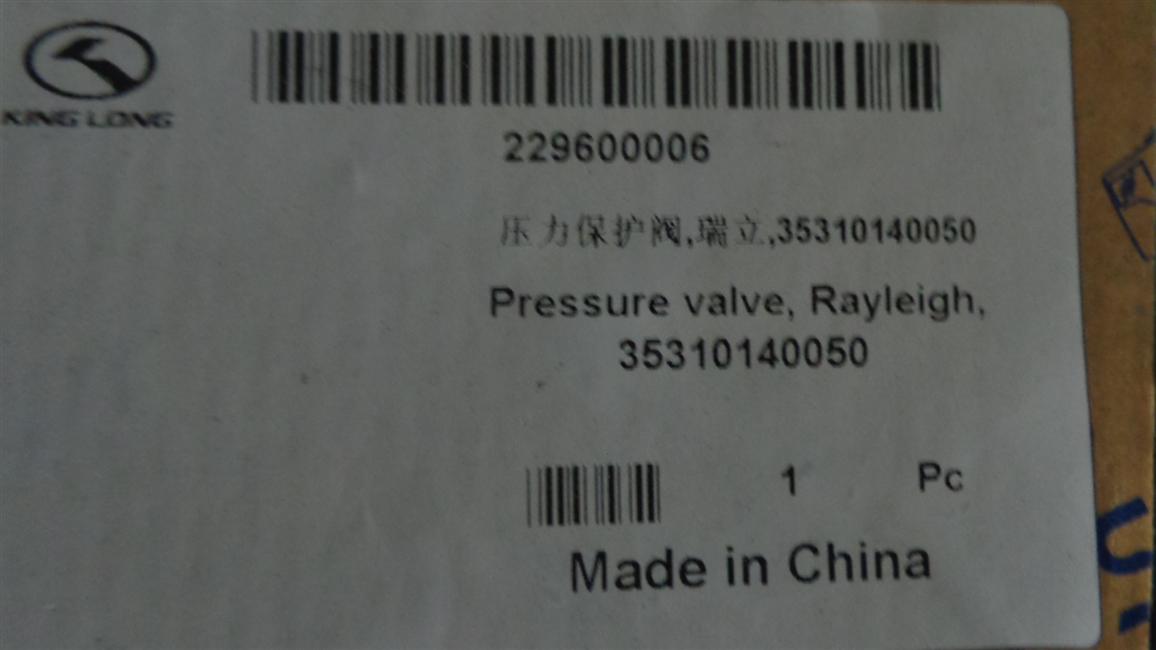 KING LONG
229600006
压力保护阀,瑞立,35310140050
Pressure valve, Rayleigh,
35310140050
1 Pc
Made in China